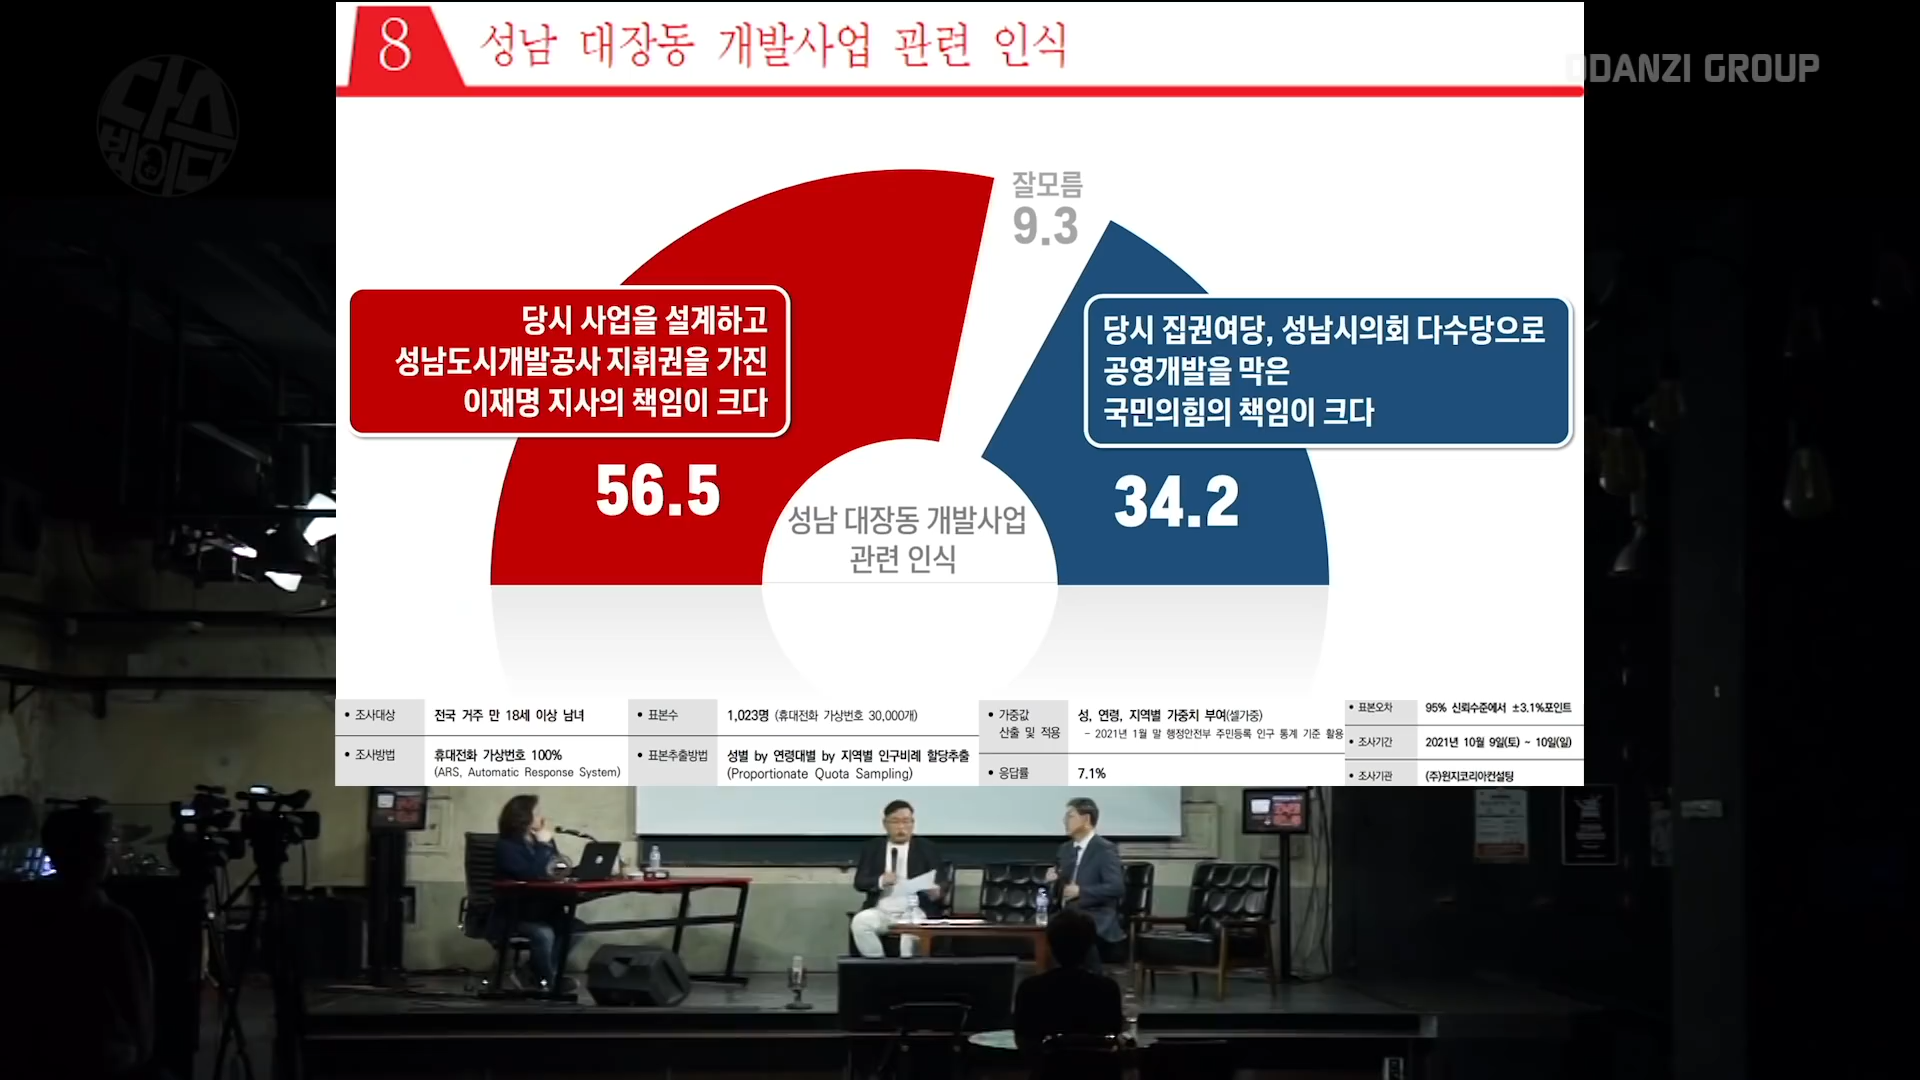 8 성남 대장동 개발사업 관련 인식
DDANZI GROUP
다스
뵈이다
잘모름
9.3
당시 사업을 설계하고
성남도시개발공사 지휘권을 가진
이재명 지사의 책임이 크다
56.5
당시 집권여당, 성남시의회 다수당으로
공영개발을 막은
국민의힘의 책임이 크다
34.2
성남 대장동 개발사업
관련 인식
• 조사대상 전국 거주 만 18세 이상 남녀
• 조사방법 휴대전화 가상번호 100%
(ARS, Automatic Response System)
• 표본수 1,023명 (휴대전화 가상번호 30,000개)
• 표본추출방법 성별 by 연령대별 by 지역별 인구비례 할당추출
(Proportionate Quota Sampling)
• 가중값 산출 및 적용 성, 연령, 지역별 가중치 부여(셀가중)
- 2021년 1월 말 행정안전부 주민등록 인구 통계 기준 활용
• 응답률 7.1%
• 표본오차 95% 신뢰수준에서 ±3.1%포인트
• 조사기간 2021년 10월 9일(토) ~ 10일(일)
• 조사기관 (주)윈지코리아컨설팅